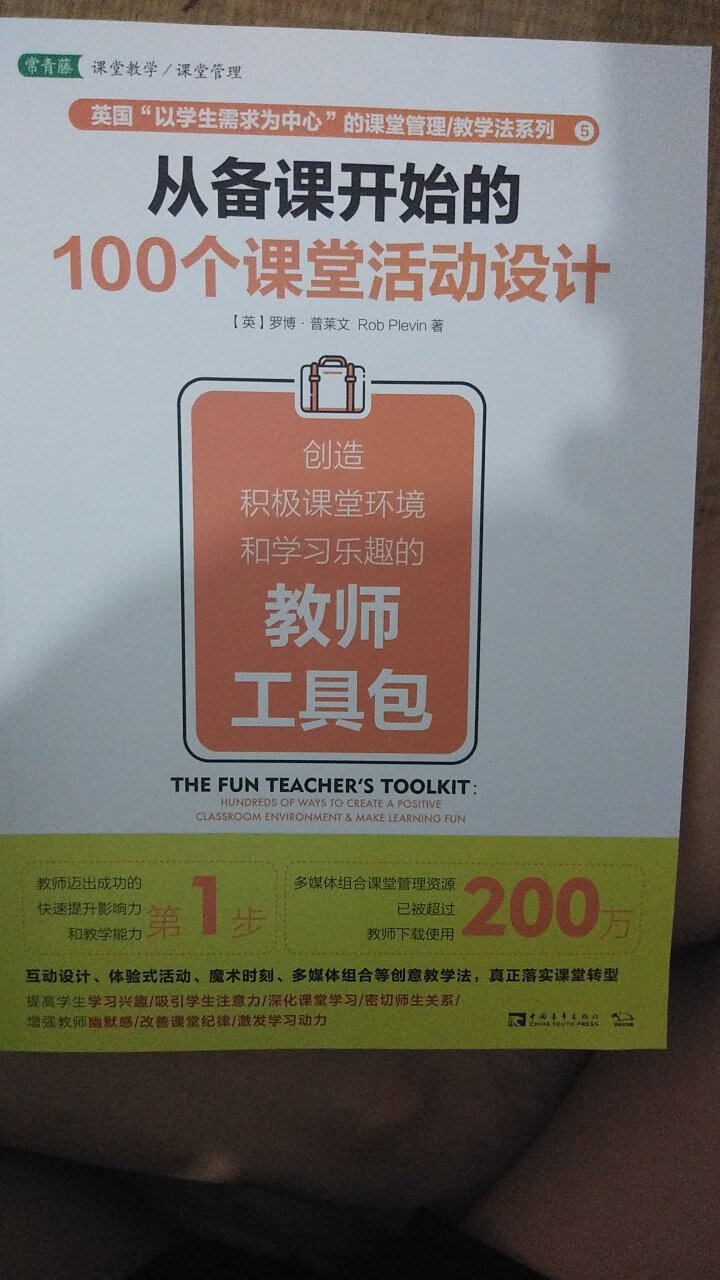 常青藤 课堂教学/课堂管理
英国“以学生需求为中心”的课堂管理/教学法系列 5
从备课开始的
100个课堂活动设计
【英】罗博·普莱文 Rob Plevin 著
创造
积极课堂环境
和学习乐趣的
教师
工具包
THE FUN TEACHER'S TOOLKIT:
HUNDREDS OF WAYS TO CREATE A POSITIVE
CLASSROOM ENVIRONMENT & MAKE LEARNING FUN
教师迈出成功的
快速提升影响力
和教学能力
第1步
多媒体组合课堂管理资源
已被超过
教师下载使用
200万
互动设计、体验式活动、魔术时刻、多媒体组合等创意教学法，真正落实课堂转型
提高学生学习兴趣/吸引学生注意力/深化课堂学习/密切师生关系/
增强教师幽默感/改善课堂纪律/激发学习动力
中国青年出版社
CHINA YOUTH PRESS